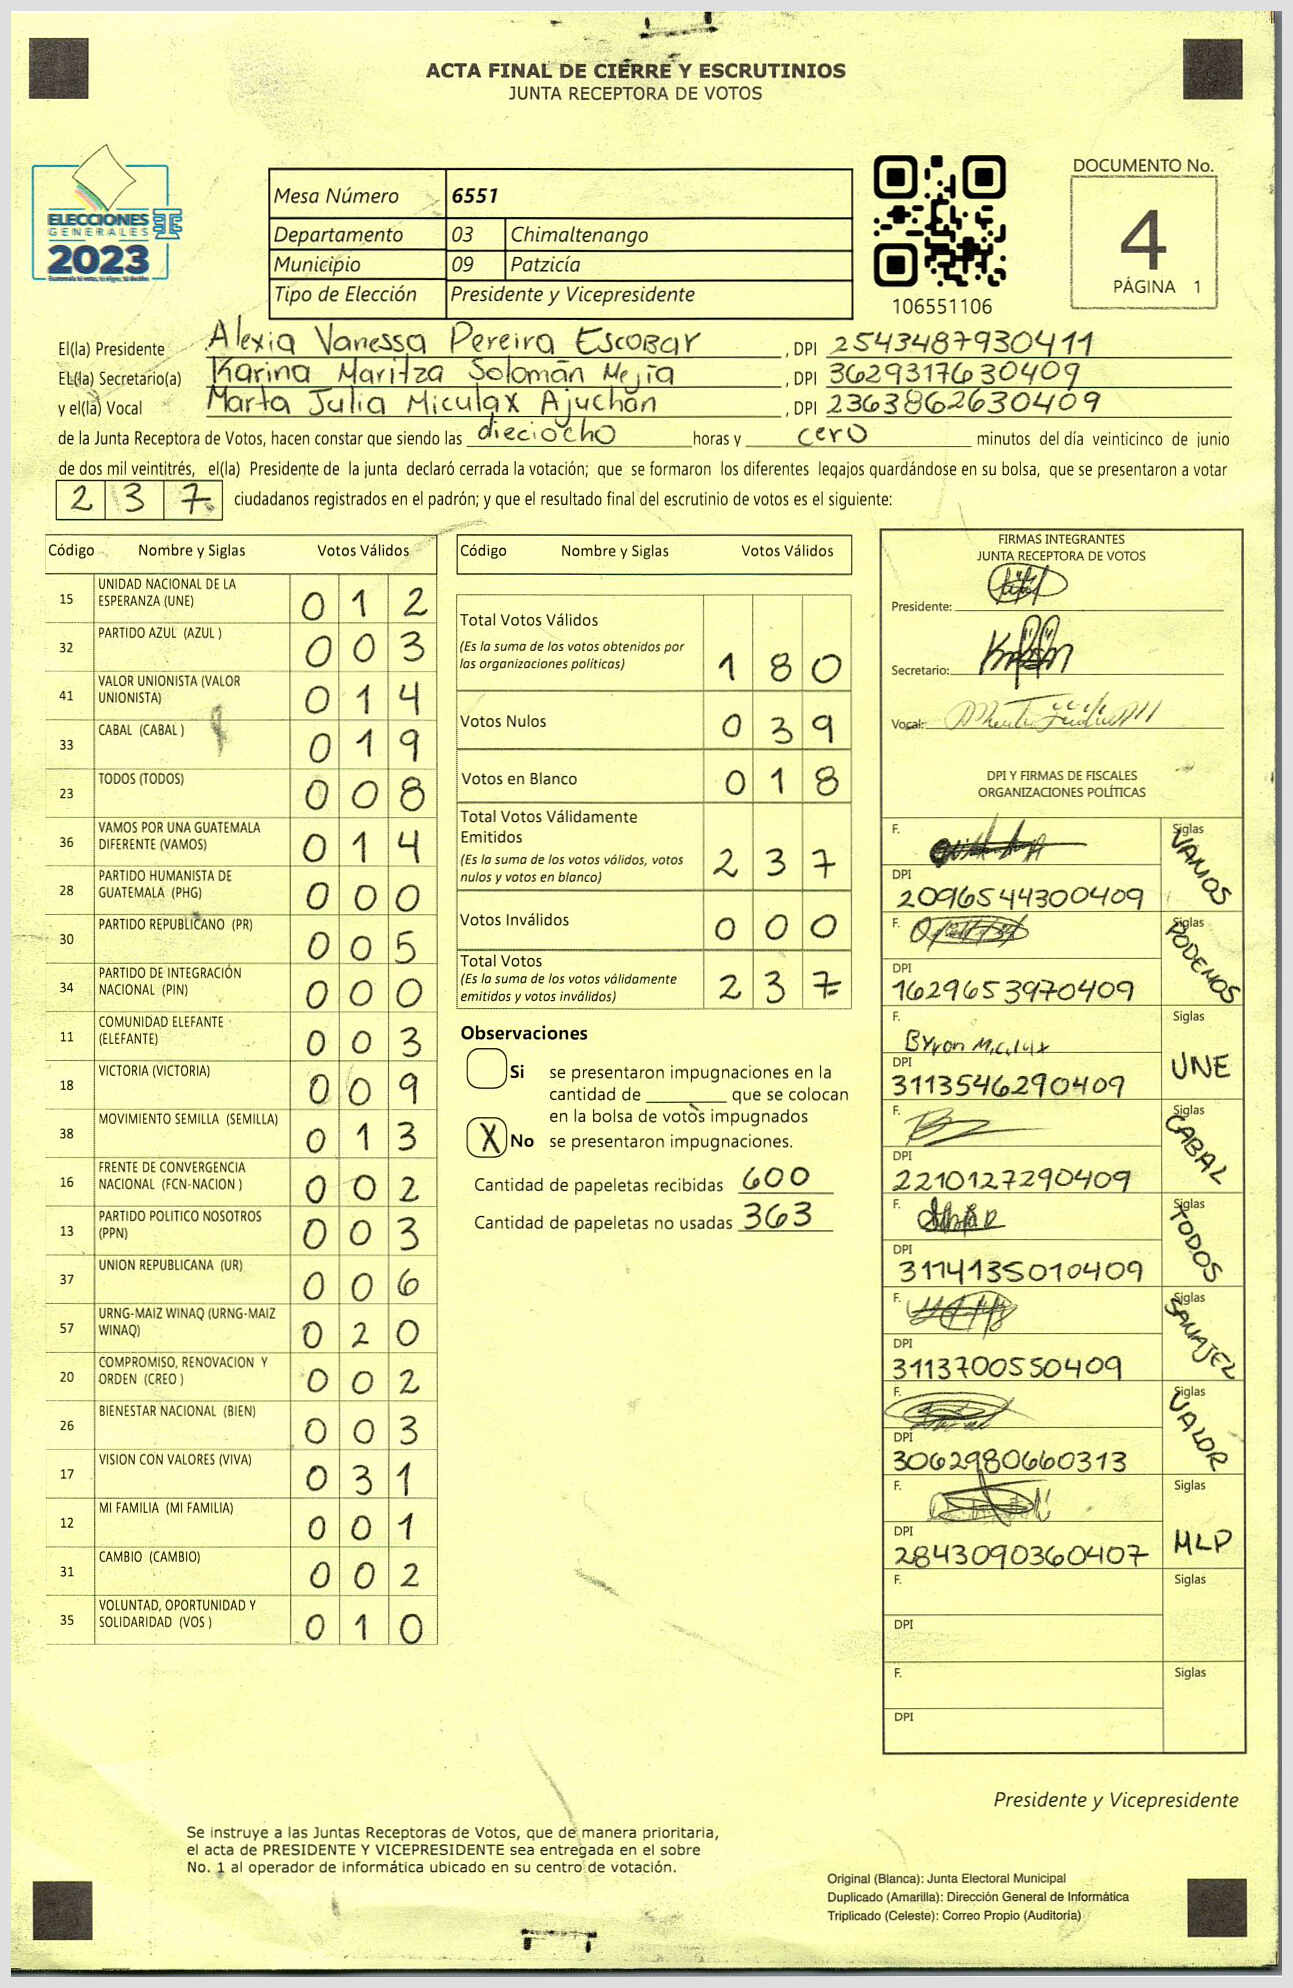 ACTA FINAL DE CIERRE Y ESCRUTINIOS
JUNTA RECEPTORA DE VOTOS
ELECCIONES
GENERALES
2023
Mesa Número 6551
Departamento 03 Chimaltenango
Municipio 09 Patzicía
Tipo de Elección Presidente y Vicepresidente
106551106
DOCUMENTO No.
4
PÁGINA 1
El(la) Presidente Alexia Vanessa Pereira Escobar, DPI 2543487930411
EL(la) Secretario(a) Karina Maritza Solomán Mejía, DPI 3629317630409
y el(la) Vocal Marta Julia Miculax Ajuchán, DPI 2363862630409
de la Junta Receptora de Votos, hacen constar que siendo las dieciocho horas y cero minutos del día veinticinco de junio
de dos mil veintitrés, el(la) Presidente de la junta declaró cerrada la votación; que se formaron los diferentes legajos guardándose en su bolsa, que se presentaron a votar
2 3 7 ciudadanos registrados en el padrón; y que el resultado final del escrutinio de votos es el siguiente:
Código Nombre y Siglas Votos Válidos
15 UNIDAD NACIONAL DE LA ESPERANZA (UNE) 0 1 2
32 PARTIDO AZUL (AZUL ) 0 0 3
41 VALOR UNIONISTA (VALOR UNIONISTA) 0 1 4
33 CABAL (CABAL ) 0 1 9
23 TODOS (TODOS) 0 0 8
36 VAMOS POR UNA GUATEMALA DIFERENTE (VAMOS) 0 1 4
28 PARTIDO HUMANISTA DE GUATEMALA (PHG) 0 0 0
30 PARTIDO REPUBLICANO (PR) 0 0 5
34 PARTIDO DE INTEGRACIÓN NACIONAL (PIN) 0 0 0
11 COMUNIDAD ELEFANTE (ELEFANTE) 0 0 3
18 VICTORIA (VICTORIA) 0 0 9
38 MOVIMIENTO SEMILLA (SEMILLA) 0 1 3
16 FRENTE DE CONVERGENCIA NACIONAL (FCN-NACION ) 0 0 2
13 PARTIDO POLITICO NOSOTROS (PPN) 0 0 3
37 UNION REPUBLICANA (UR) 0 0 6
57 URNG-MAIZ WINAQ (URNG-MAIZ WINAQ) 0 2 0
20 COMPROMISO, RENOVACION Y ORDEN (CREO ) 0 0 2
26 BIENESTAR NACIONAL (BIEN) 0 0 3
17 VISION CON VALORES (VIVA) 0 3 1
12 MI FAMILIA (MI FAMILIA) 0 0 1
31 CAMBIO (CAMBIO) 0 0 2
35 VOLUNTAD, OPORTUNIDAD Y SOLIDARIDAD (VOS ) 0 1 0
Código Nombre y Siglas Votos Válidos
Total Votos Válidos
(Es la suma de los votos obtenidos por
las organizaciones políticas) 1 8 0
Votos Nulos 0 3 9
Votos en Blanco 0 1 8
Total Votos Válidamente
Emitidos
(Es la suma de los votos válidos, votos
nulos y votos en blanco) 2 3 7
Votos Inválidos 0 0 0
Total Votos
(Es la suma de los votos válidamente
emitidos y votos inválidos) 2 3 7
Observaciones
Si se presentaron impugnaciones en la
cantidad de ________ que se colocan
en la bolsa de votos impugnados
X No se presentaron impugnaciones.
Cantidad de papeletas recibidas 600
Cantidad de papeletas no usadas 363
FIRMAS INTEGRANTES
JUNTA RECEPTORA DE VOTOS
Presidente:
Secretario:
Vocal:
DPI Y FIRMAS DE FISCALES
ORGANIZACIONES POLÍTICAS
F. Siglas VAMOS
DPI 2096544300409
F. Siglas PODEMOS
DPI 1629653970409
F. Byron Miculax Siglas UNE
DPI 3113546290409
F. Siglas CABAL
DPI 2210127290409
F. Siglas TODOS
DPI 3114135010409
F. Siglas
DPI 3113700550409
F. Siglas VALOR
DPI 3062980660313
F. Siglas MLP
DPI 2843090360407
F. Siglas
DPI
F. Siglas
DPI
Presidente y Vicepresidente
Se instruye a las Juntas Receptoras de Votos, que de manera prioritaria,
el acta de PRESIDENTE Y VICEPRESIDENTE sea entregada en el sobre
No. 1 al operador de informática ubicado en su centro de votación.
Original (Blanca): Junta Electoral Municipal
Duplicado (Amarilla): Dirección General de Informática
Triplicado (Celeste): Correo Propio (Auditoria)